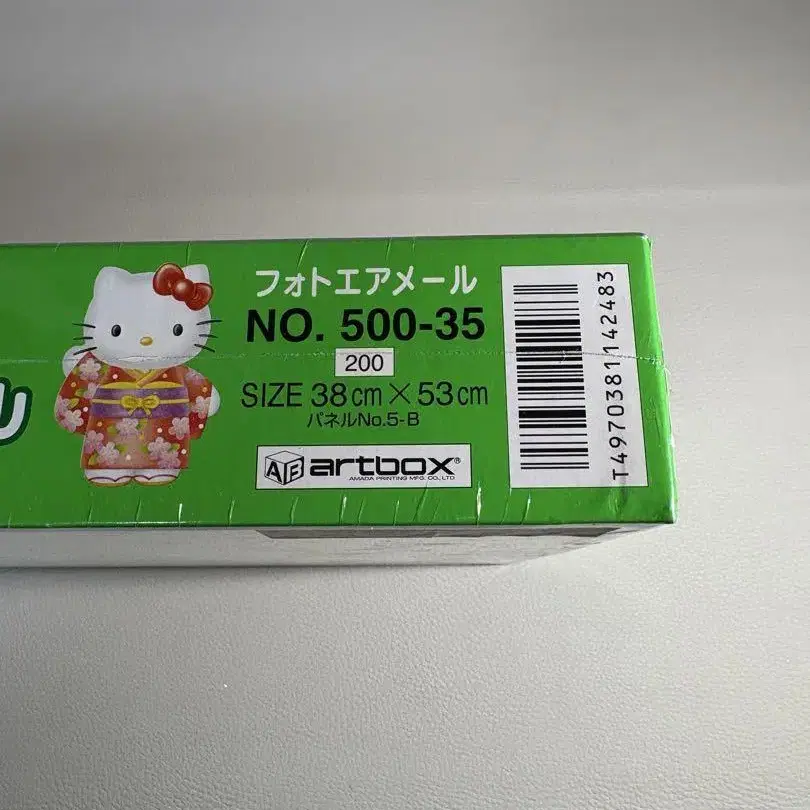 フォトエアメール
NO. 500-35
200
SIZE 38cm×53cm
パネルNo.5-B
AB artbox®
AMADA PRINTING MFG. CO., LTD
T4970381142483